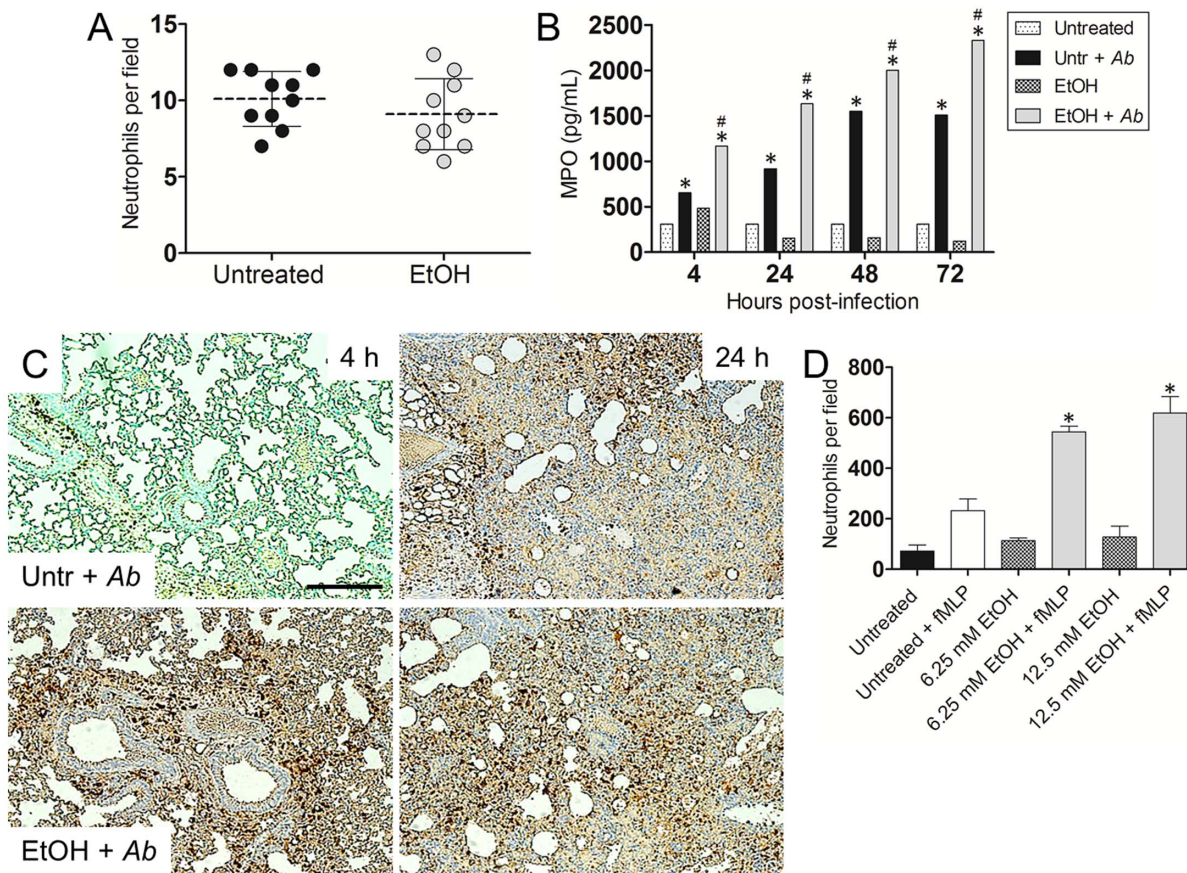 A
Neutrophils per field
15
10
5
0
Untreated
EtOH
B
MPO (pg/mL)
2500
2000
1500
1000
500
0
*
*
#
*
*
#
*
*
#
*
*
#
4
24
48
72
Hours post-infection
Untreated
Untr + Ab
EtOH
EtOH + Ab
C
4 h
24 h
Untr + Ab
EtOH + Ab
D
Neutrophils per field
800
600
400
200
0
*
*
Untreated
Untreated + fMLP
6.25 mM EtOH
6.25 mM EtOH + fMLP
12.5 mM EtOH
12.5 mM EtOH + fMLP